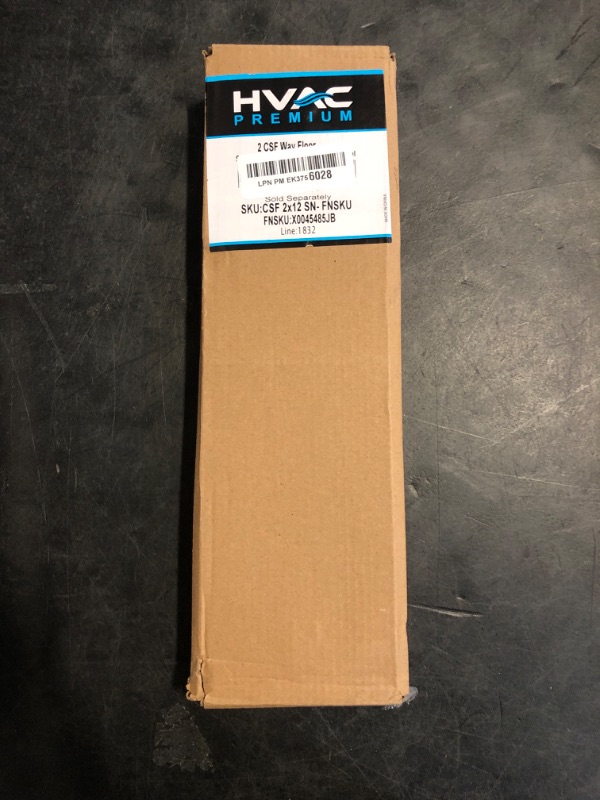 HVAC
PREMIUM
2 CSF Way Floor
LPN PM EK3756028
Sold Separately
SKU:CSF 2x12 SN- FNSKU
FNSKU:X0045485JB
Line:1832